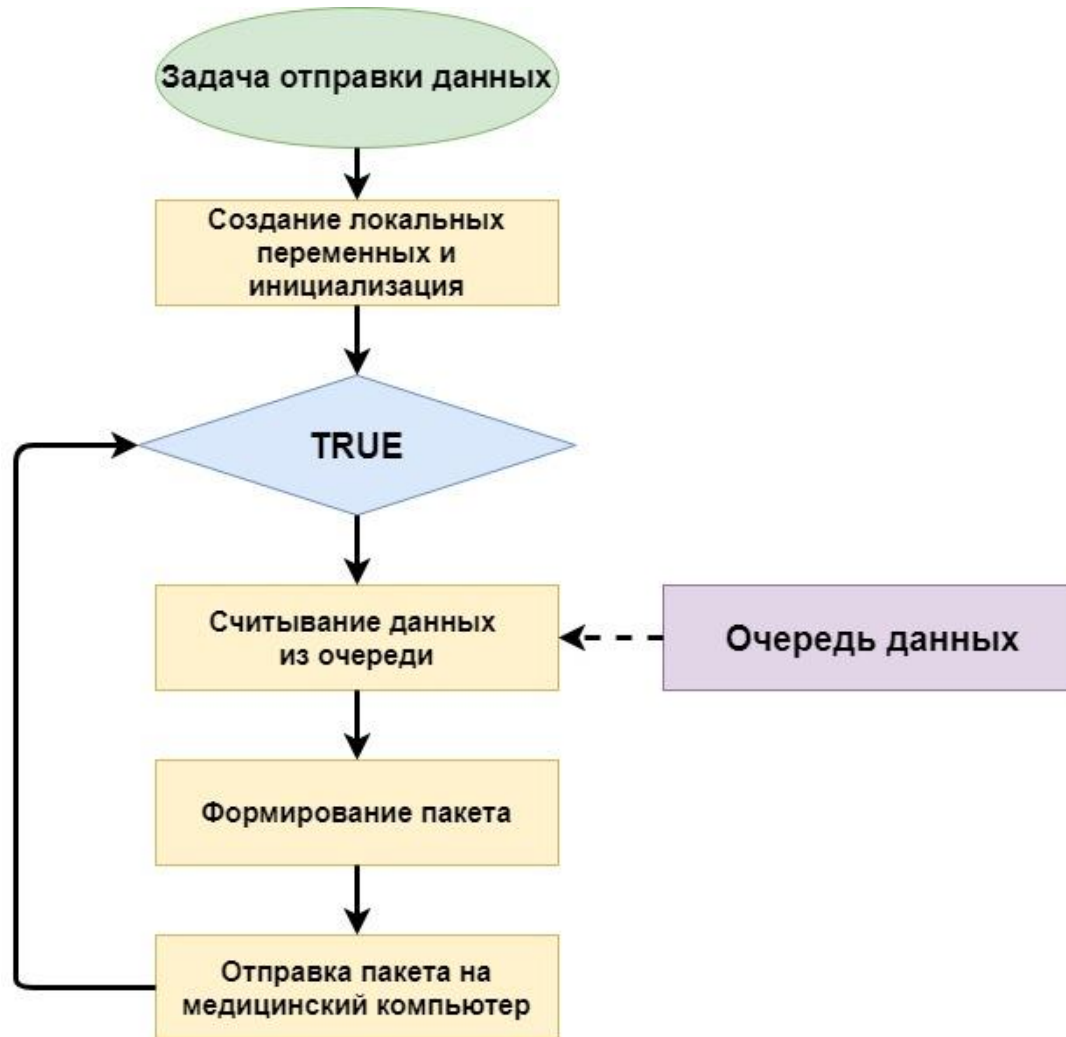 Задача отправки данных
Создание локальных
переменных и
инициализация
TRUE
Считывание данных
из очереди
Очередь данных
Формирование пакета
Отправка пакета на
медицинский компьютер